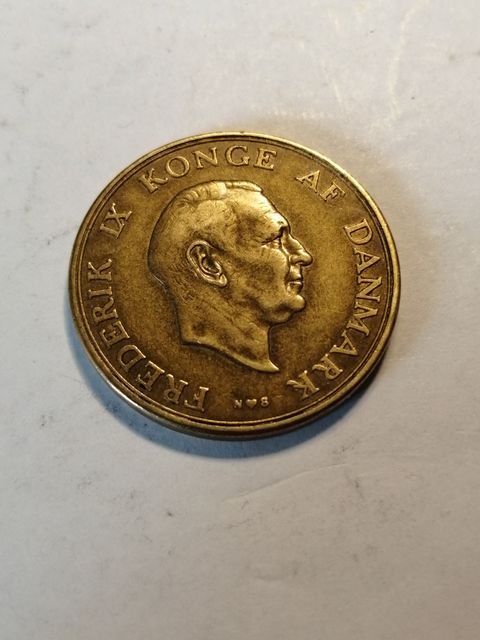 FREDERIK IX KONGE AF DANMARK
N♥S